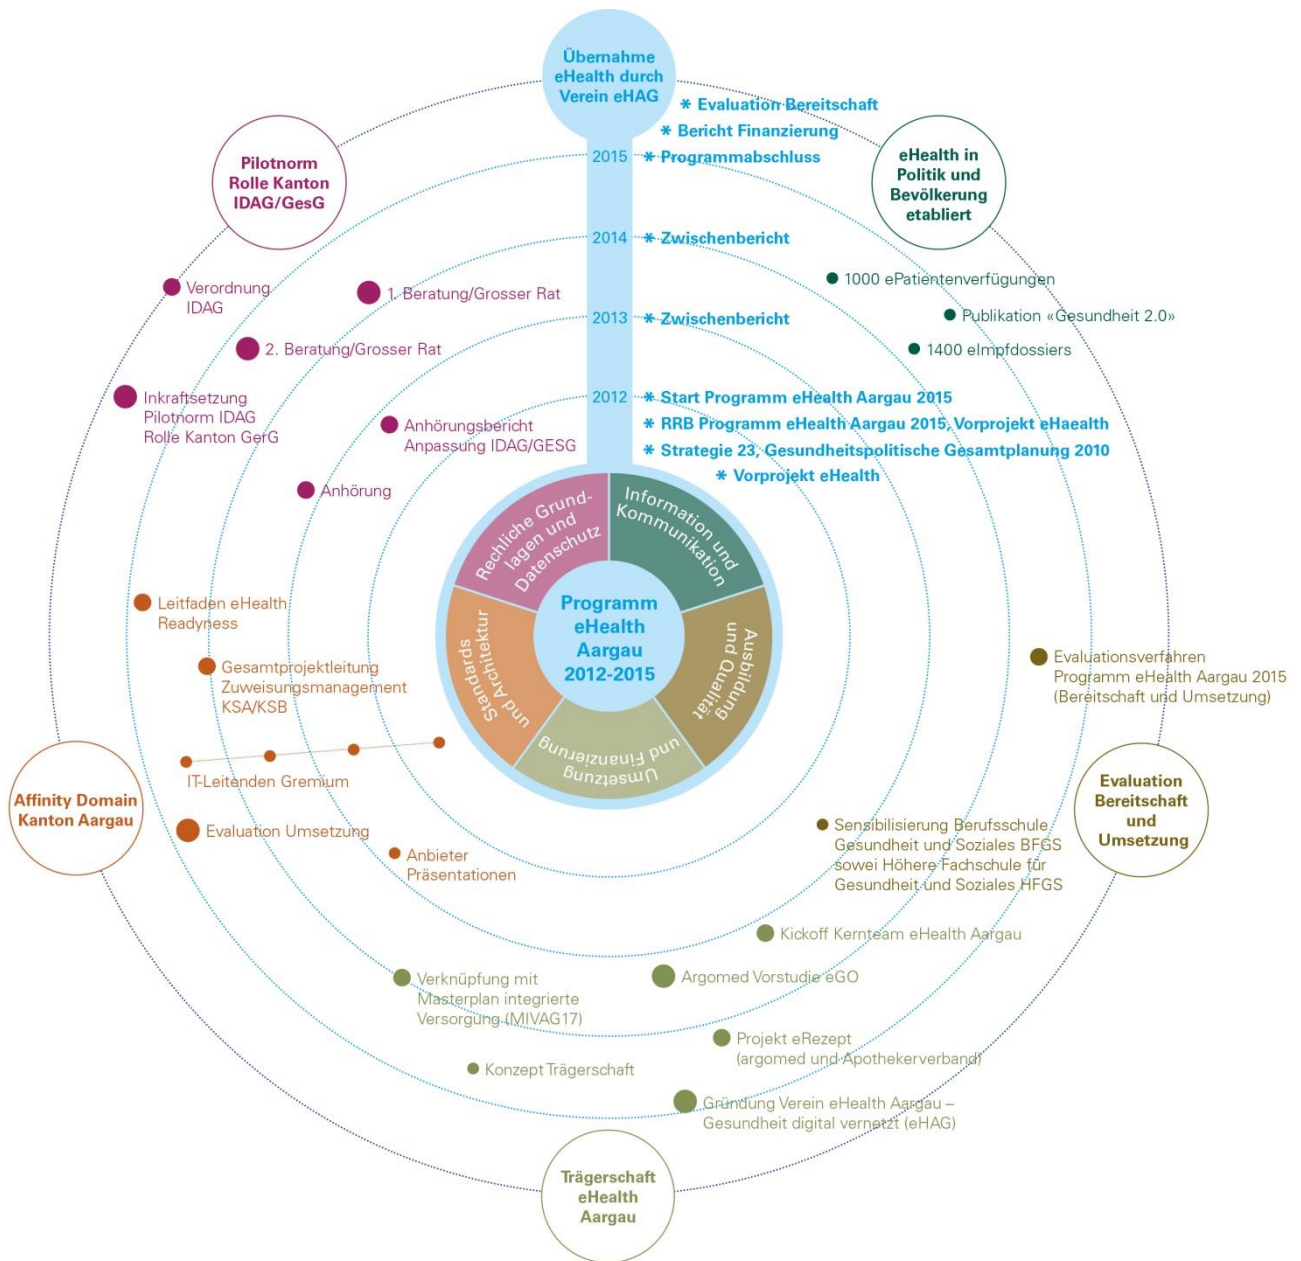 Übernahme
eHealth durch
Verein eHAG
* Evaluation Bereitschaft
* Bericht Finanzierung
2015 * Programmabschluss
2014 * Zwischenbericht
2013 * Zwischenbericht
2012 * Start Programm eHealth Aargau 2015
* RRB Programm eHealth Aargau 2015, Vorprojekt eHaealth
* Strategie 23, Gesundheitspolitische Gesamtplanung 2010
* Vorprojekt eHealth
Pilotnorm
Rolle Kanton
IDAG/GesG
Verordnung
IDAG
1. Beratung/Grosser Rat
2. Beratung/Grosser Rat
Inkraftsetzung
Pilotnorm IDAG
Rolle Kanton GerG
Anhörungsbericht
Anpassung IDAG/GESG
Anhörung
eHealth in
Politik und
Bevölkerung
etabliert
1000 ePatientenverfügungen
Publikation «Gesundheit 2.0»
1400 eImpfdossiers
Rechliche Grund-
lagen und
Datenschutz
Information und
Kommunikation
Ausbildung
und Qualität
Umsetzung
und Finanzierung
Standards
und Architektur
Programm
eHealth
Aargau
2012-2015
Leitfaden eHealth
Readyness
Gesamtprojektleitung
Zuweisungsmanagement
KSA/KSB
IT-Leitenden Gremium
Affinity Domain
Kanton Aargau
Evaluation Umsetzung
Anbieter
Präsentationen
Evaluationsverfahren
Programm eHealth Aargau 2015
(Bereitschaft und Umsetzung)
Evaluation
Bereitschaft
und
Umsetzung
Sensibilisierung Berufsschule
Gesundheit und Soziales BFGS
sowei Höhere Fachschule für
Gesundheit und Soziales HFGS
Kickoff Kernteam eHealth Aargau
Argomed Vorstudie eGO
Verknüpfung mit
Masterplan integrierte
Versorgung (MIVAG17)
Projekt eRezept
(argomed und Apothekerverband)
Konzept Trägerschaft
Gründung Verein eHealth Aargau –
Gesundheit digital vernetzt (eHAG)
Trägerschaft
eHealth
Aargau